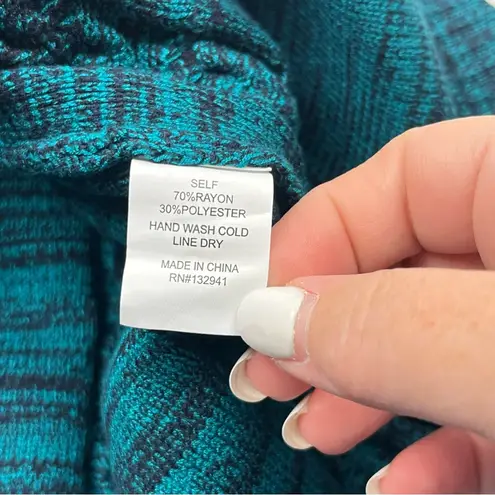 SELF
70%RAYON
30%POLYESTER
HAND WASH COLD
LINE DRY
MADE IN CHINA
RN#132941